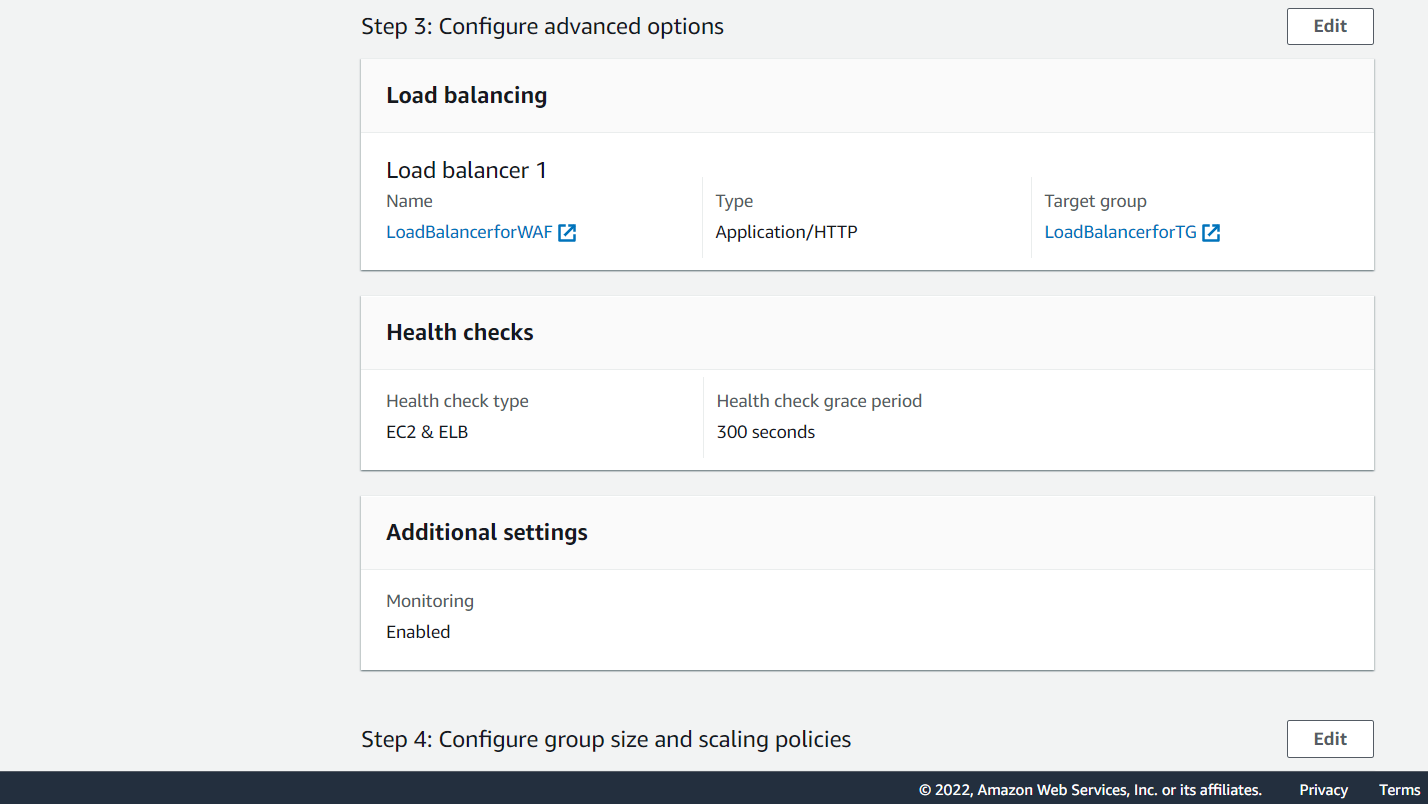 Step 3: Configure advanced options
Edit
Load balancing
Load balancer 1
Name
Type
Target group
LoadBalancerforWAF
Application/HTTP
LoadBalancerforTG
Health checks
Health check type
Health check grace period
EC2 & ELB
300 seconds
Additional settings
Monitoring
Enabled
Step 4: Configure group size and scaling policies
Edit
© 2022, Amazon Web Services, Inc. or its affiliates. Privacy Terms